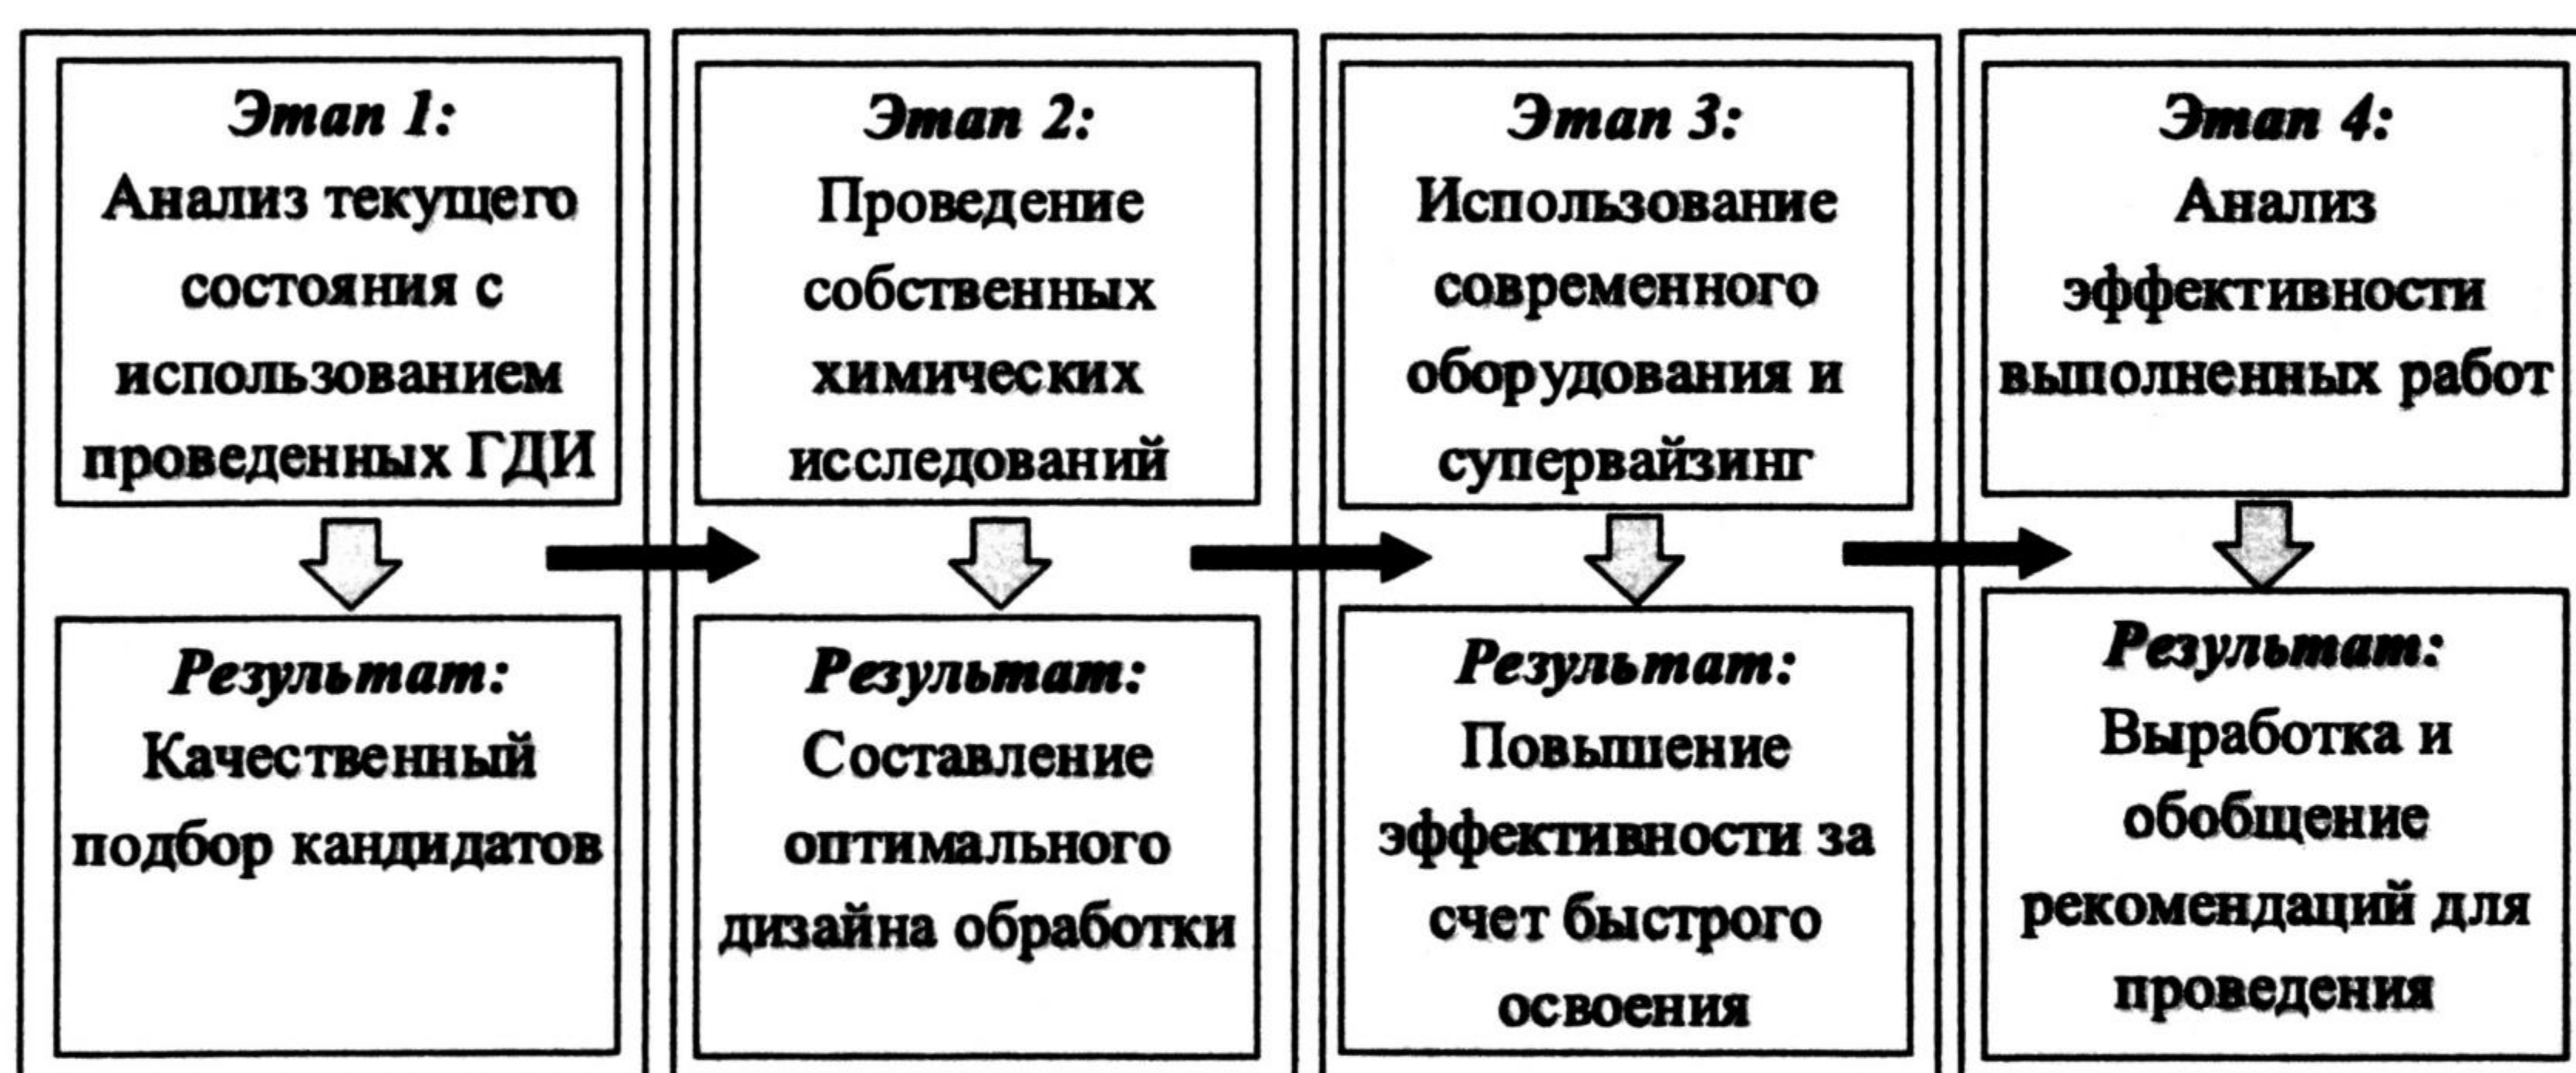 Этап 1:
Анализ текущего
состояния с
использованием
проведенных ГДИ
Результат:
Качественный
подбор кандидатов
Этап 2:
Проведение
собственных
химических
исследований
Результат:
Составление
оптимального
дизайна обработки
Этап 3:
Использование
современного
оборудования и
супервайзинг
Результат:
Повышение
эффективности за
счет быстрого
освоения
Этап 4:
Анализ
эффективности
выполненных работ
Результат:
Выработка и
обобщение
рекомендаций для
проведения